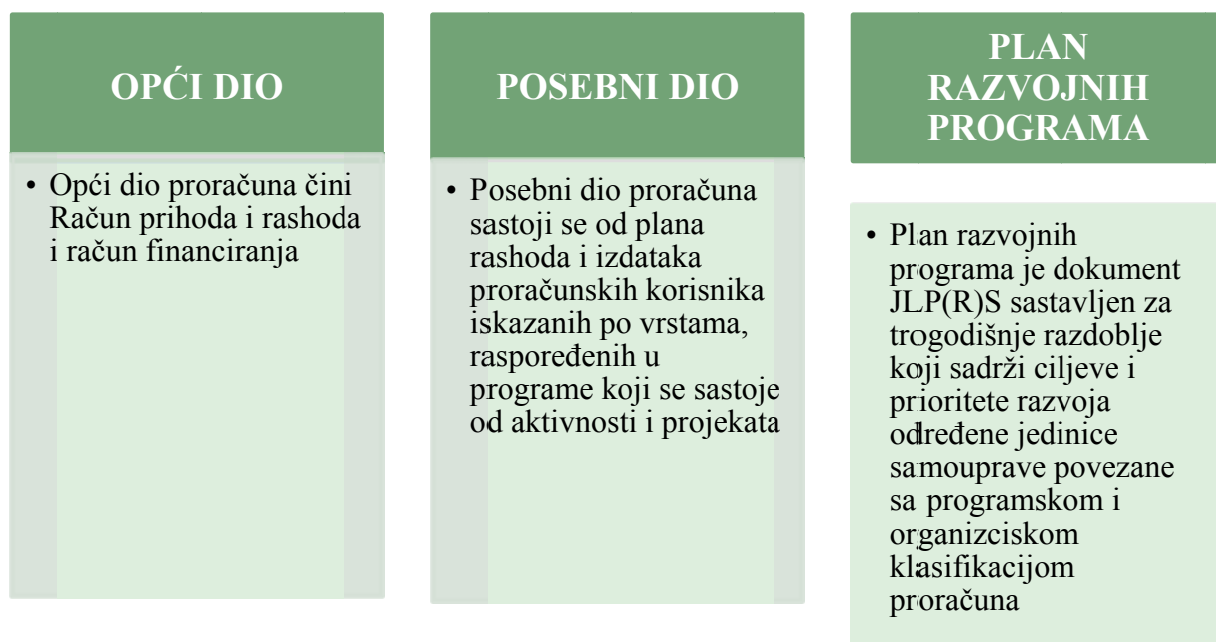 OPĆI DIO
• Opći dio proračuna čini
Račun prihoda i rashoda
i račun financiranja
POSEBNI DIO
• Posebni dio proračuna
sastoji se od plana
rashoda i izdataka
proračunskih korisnika
iskazanih po vrstama,
raspoređenih u
programe koji se sastoje
od aktivnosti i projekata
PLAN
RAZVOJNIH
PROGRAMA
• Plan razvojnih
programa je dokument
JLP(R)S sastavljen za
trogodišnje razdoblje
koji sadrži ciljeve i
prioritete razvoja
određene jedinice
samouprave povezane
sa programskom i
organizciskom
klasifikacijom
proračuna